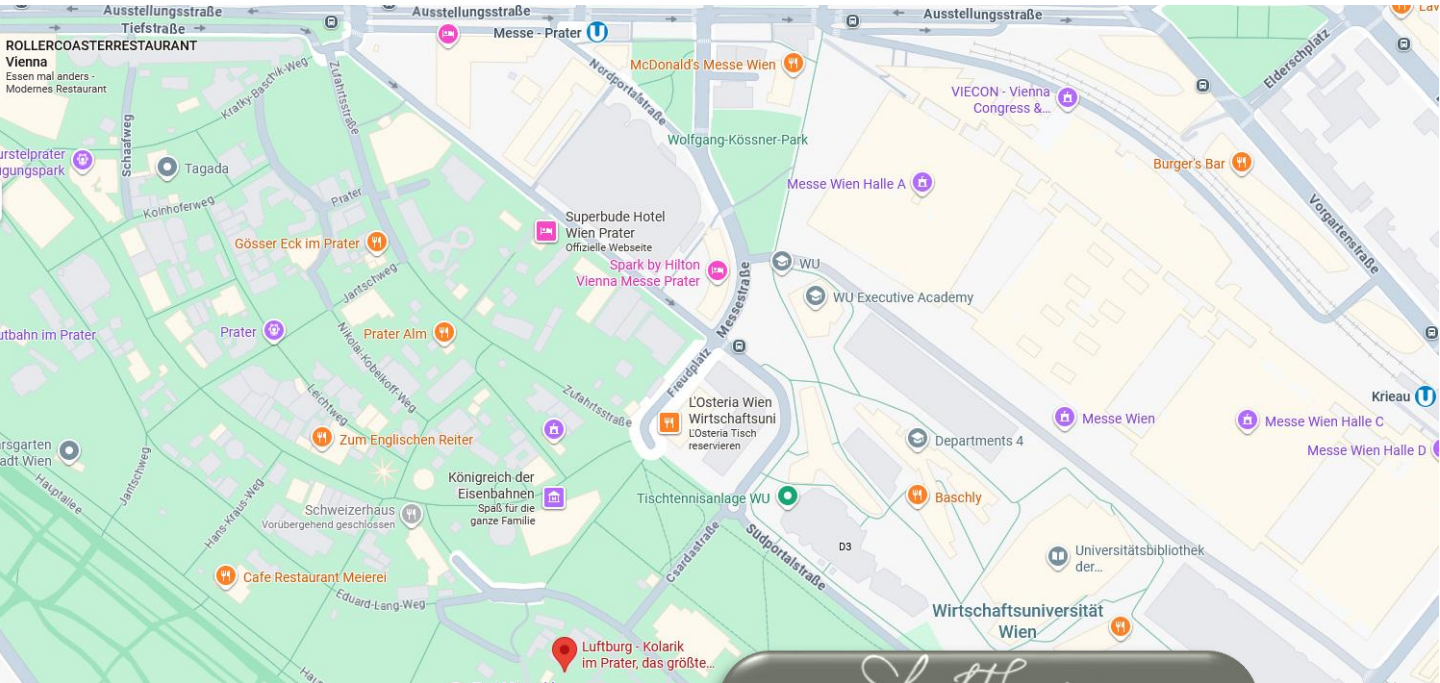 Ausstellungsstraße
Ausstellungsstraße
Ausstellungsstraße
Tiefstraße
ROLLERCOASTERRESTAURANT
Vienna
Essen mal anders -
Modernes Restaurant
Messe - Prater
McDonald's Messe Wien
Nordportalstraße
Elderschplatz
VIECON - Vienna
Congress &...
Kratky-Baschik-Weg
Zufahrtsstraße
Schaafweg
Wolfgang-Kössner-Park
Tagada
Burger's Bar
Messe Wien Halle A
Prater
Kolnhoferweg
Vorgartenstraße
Superbude Hotel
Wien Prater
Offizielle Webseite
Gösser Eck im Prater
Spark by Hilton
Vienna Messe Prater
WU
Jantschweg
Messestraße
WU Executive Academy
Prater
Prater Alm
Nikolai-Kobelkoff-Weg
Freudplatz
Leichtweg
Zufahrtsstraße
Krieau
L'Osteria Wien
Wirtschaftsuni
L'Osteria Tisch
reservieren
Messe Wien
Messe Wien Halle C
Messe Wien Halle D
Zum Englischen Reiter
Departments 4
Jantschweg
Hauptallee
Königreich der
Eisenbahnen
Spaß für die
ganze Familie
Tischtennisanlage WU
Baschly
Hans-Kraus-Weg
Schweizerhaus
Vorübergehend geschlossen
Csardastraße
Südportalstraße
D3
Universitätsbibliothek
der...
Cafe Restaurant Meierei
Eduard-Lang-Weg
Wirtschaftsuniversität
Wien
Luftburg - Kolarik
im Prater, das größte...